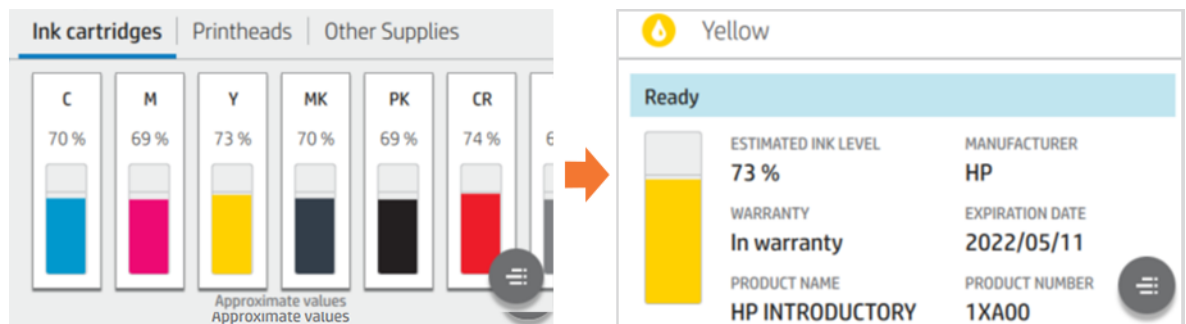 Ink cartridges Printheads Other Supplies
C M Y MK PK CR
70 % 69 % 73 % 70 % 69 % 74 % 6
Approximate values
Approximate values
Yellow
Ready
ESTIMATED INK LEVEL MANUFACTURER
73 % HP
WARRANTY EXPIRATION DATE
In warranty 2022/05/11
PRODUCT NAME PRODUCT NUMBER
HP INTRODUCTORY 1XA00